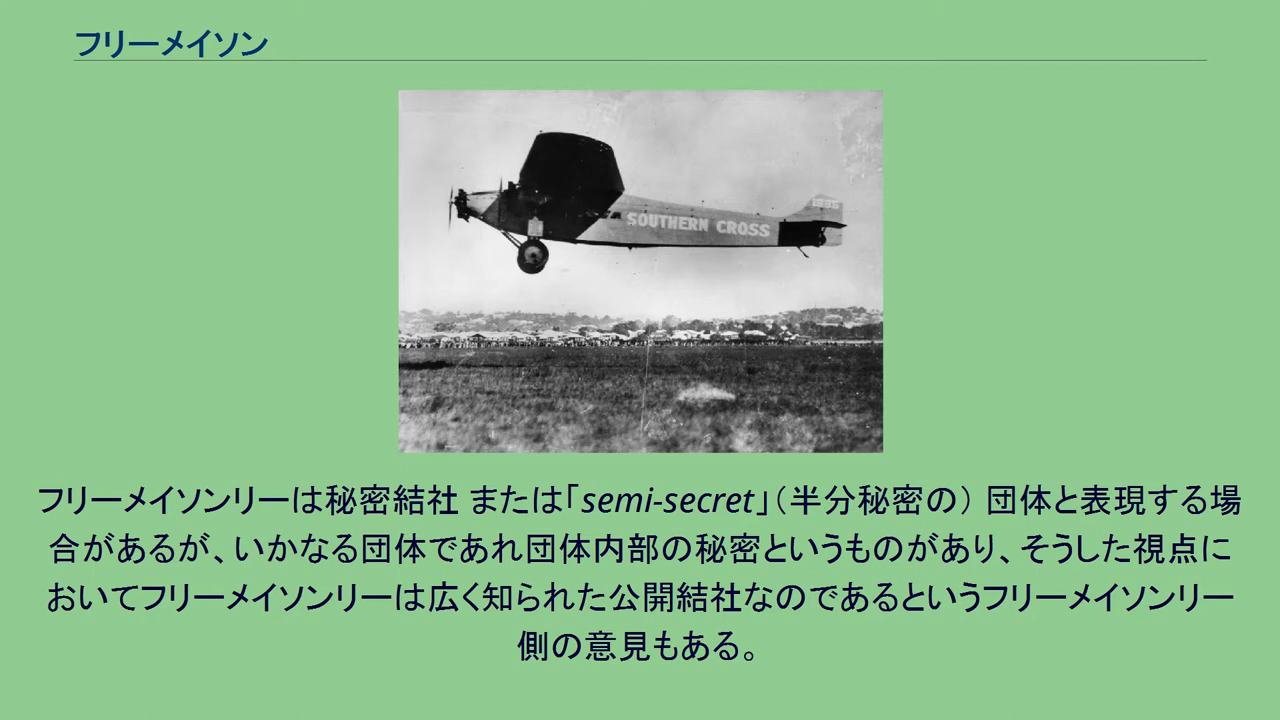 フリーメイソン
SOUTHERN CROSS
1985
フリーメイソンリーは秘密結社 または「semi-secret」（半分秘密の） 団体と表現する場
合があるが、いかなる団体であれ団体内部の秘密というものがあり、そうした視点に
おいてフリーメイソンリーは広く知られた公開結社なのであるというフリーメイソンリー
側の意見もある。